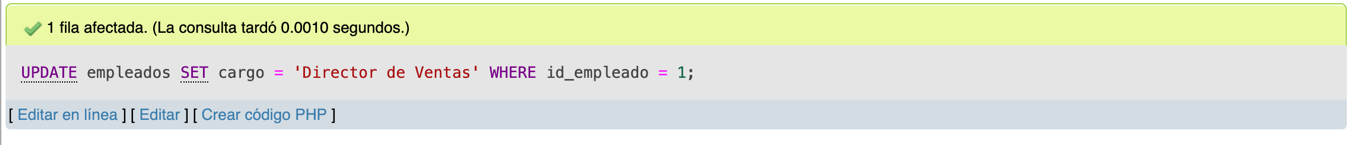 1 fila afectada. (La consulta tardó 0.0010 segundos.)
UPDATE empleados SET cargo = 'Director de Ventas' WHERE id_empleado = 1;
[ Editar en línea ] [ Editar ] [ Crear código PHP ]